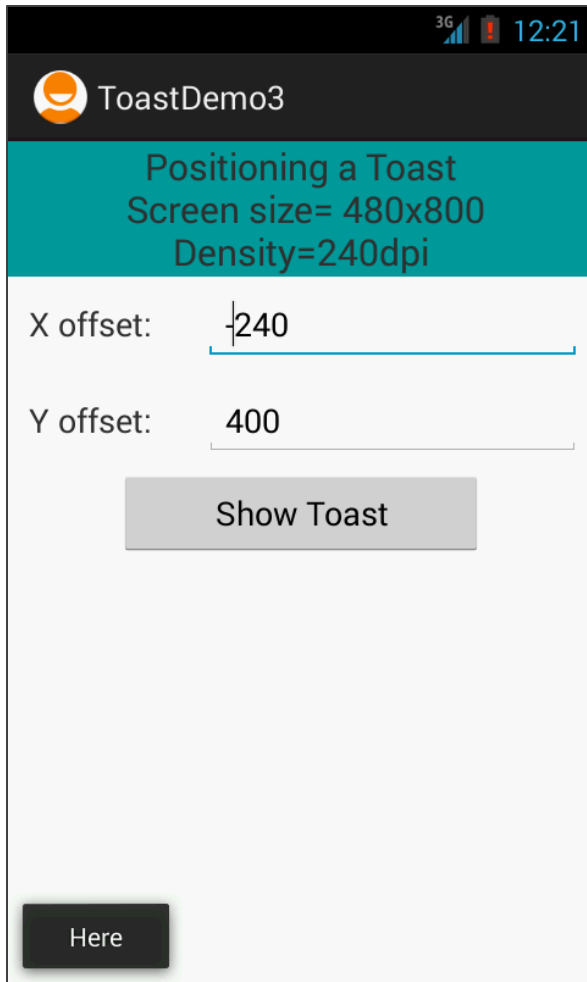 3G 12:21
ToastDemo3
Positioning a Toast
Screen size= 480x800
Density=240dpi
X offset: -240
Y offset: 400
Show Toast
Here